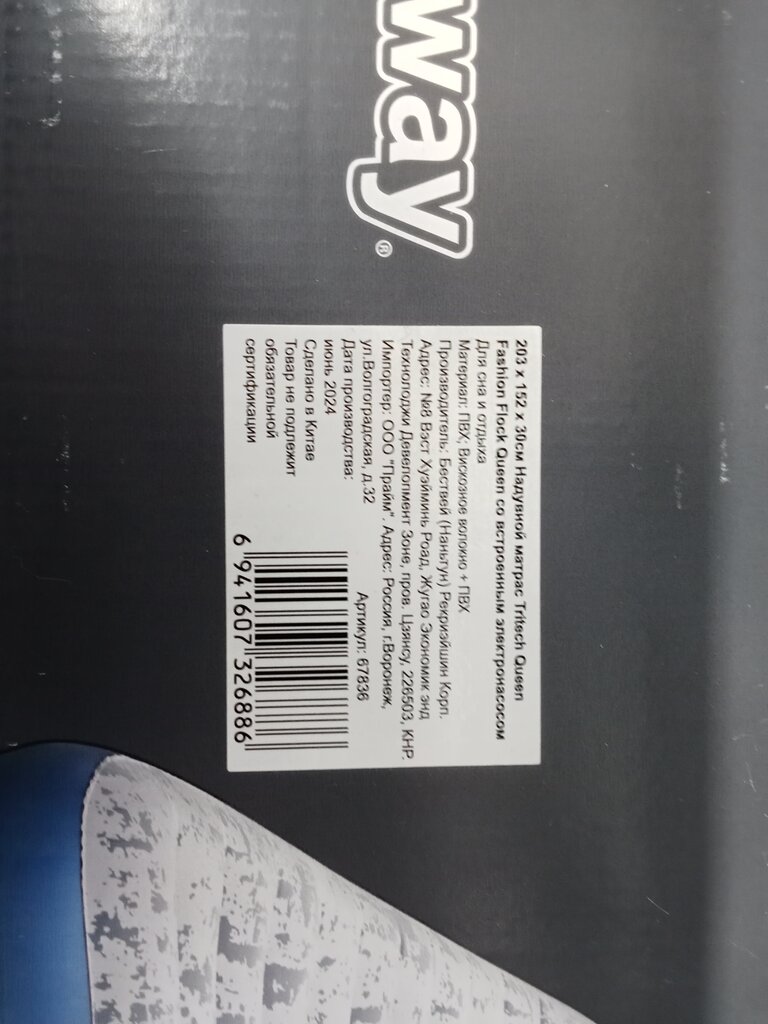 way®
203 x 152 x 30см Надувной матрас Tritech Queen
Fashion Flock Queen со встроенным электронасосом
Для сна и отдыха
Материал: ПВХ; Вискозное волокно + ПВХ
Производитель: Бествей (Наньтун) Рекриэйшин Корп.
Адрес: №8 Вэст Хуэйминь Роад, Жугао Экономик энд
Технолоджи Девелопмент Зоне, пров. Цзянсу, 226503, КНР.
Импортер: ООО "Прайм". Адрес: Россия, г.Воронеж,
ул.Волгоградская, д.32
Дата производства:
июнь 2024
Сделано в Китае
Товар не подлежит
обязательной
сертификации
Артикул: 67836
6 941607 326886